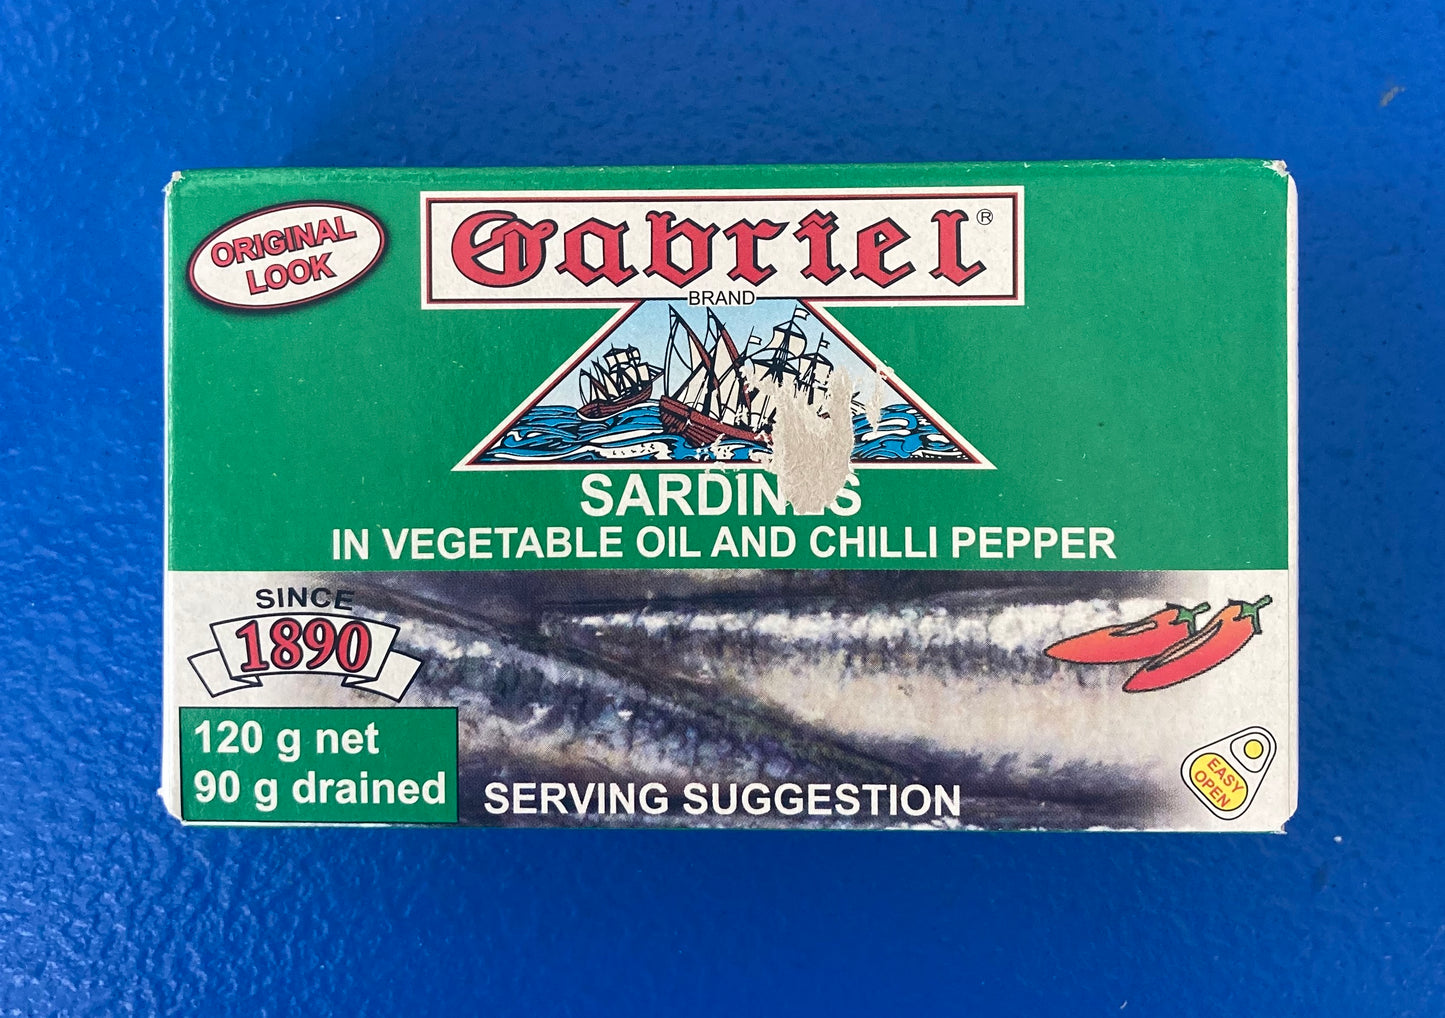 ORIGINAL
LOOK
Gabriel®
BRAND
SARDINES
IN VEGETABLE OIL AND CHILLI PEPPER
SINCE
1890
120 g net
90 g drained
SERVING SUGGESTION
EASY
OPEN